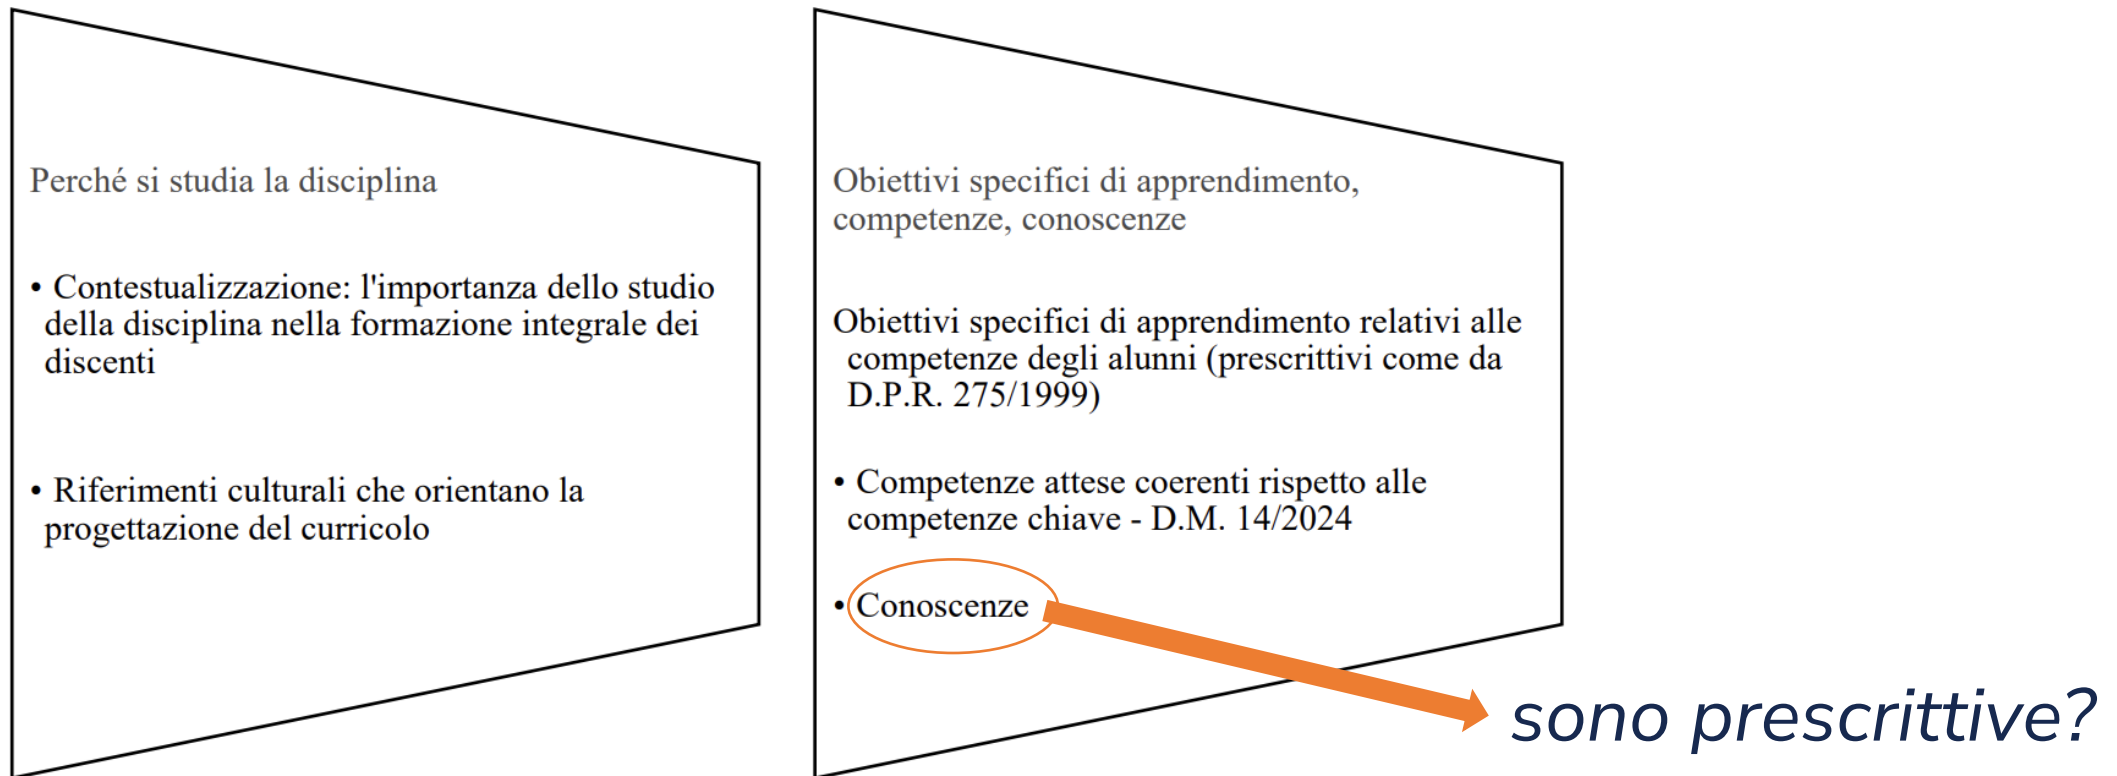 Perché si studia la disciplina
• Contestualizzazione: l'importanza dello studio
della disciplina nella formazione integrale dei
discenti
• Riferimenti culturali che orientano la
progettazione del curricolo
Obiettivi specifici di apprendimento,
competenze, conoscenze
Obiettivi specifici di apprendimento relativi alle
competenze degli alunni (prescrittivi come da
D.P.R. 275/1999)
• Competenze attese coerenti rispetto alle
competenze chiave - D.M. 14/2024
• Conoscenze
sono prescrittive?